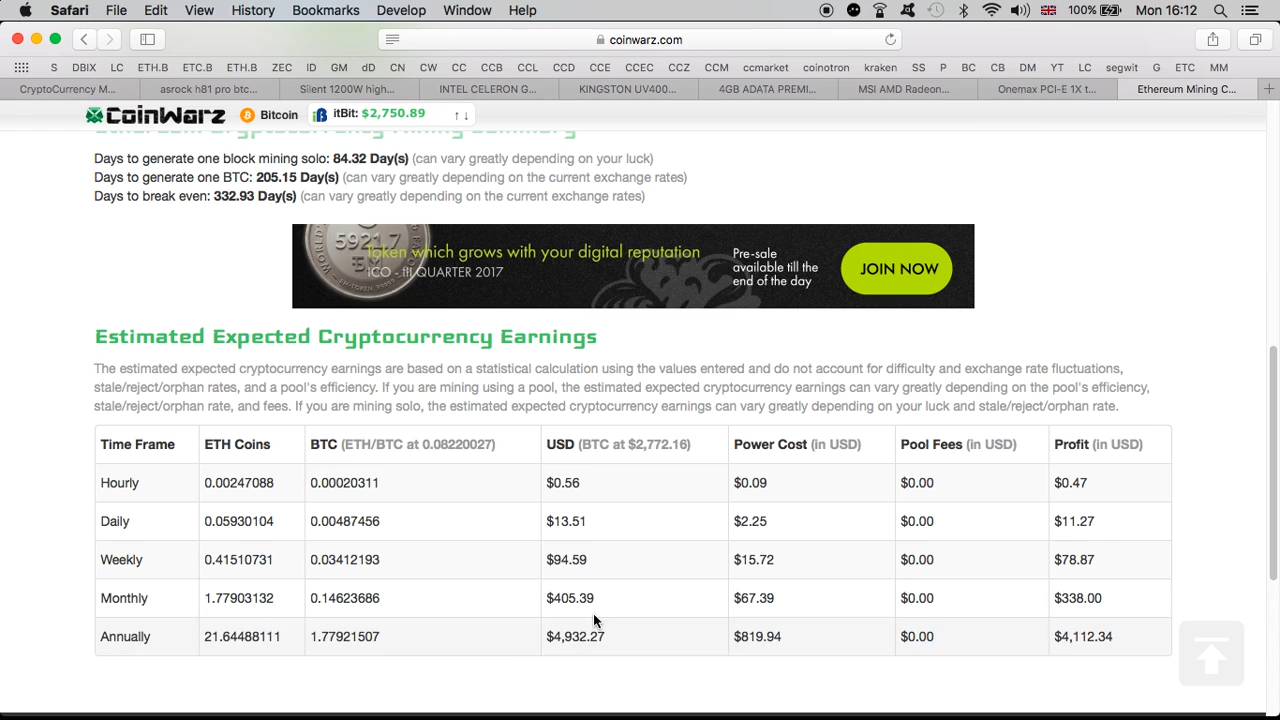 Safari File Edit View History Bookmarks Develop Window Help 100% Mon 16:12
coinwarz.com
S DBIX LC ETH.B ETC.B ETH.B ZEC ID GM dD CN CW CC CCB CCL CCD CCE CCEC CCZ CCM ccmarket coinotron kraken SS P BC CB DM YT LC segwit G ETC MM
CryptoCurrency M... asrock h81 pro btc... Silent 1200W high... INTEL CELERON G... KINGSTON UV400... 4GB ADATA PREMI... MSI AMD Radeon... Onemax PCI-E 1X t... Ethereum Mining C...
CoinWarz Bitcoin itBit: $2,750.89 ↑ ↓
Ethereum Cryptocurrency Mining Summary
Days to generate one block mining solo: 84.32 Day(s) (can vary greatly depending on your luck)
Days to generate one BTC: 205.15 Day(s) (can vary greatly depending on the current exchange rates)
Days to break even: 332.93 Day(s) (can vary greatly depending on the current exchange rates)
Token which grows with your digital reputation
ICO - III QUARTER 2017
Pre-sale
available till the
end of the day
JOIN NOW
Estimated Expected Cryptocurrency Earnings
The estimated expected cryptocurrency earnings are based on a statistical calculation using the values entered and do not account for difficulty and exchange rate fluctuations,
stale/reject/orphan rates, and a pool's efficiency. If you are mining using a pool, the estimated expected cryptocurrency earnings can vary greatly depending on the pool's efficiency,
stale/reject/orphan rate, and fees. If you are mining solo, the estimated expected cryptocurrency earnings can vary greatly depending on your luck and stale/reject/orphan rate.
Time Frame ETH Coins BTC (ETH/BTC at 0.08220027) USD (BTC at $2,772.16) Power Cost (in USD) Pool Fees (in USD) Profit (in USD)
Hourly 0.00247088 0.00020311 $0.56 $0.09 $0.00 $0.47
Daily 0.05930104 0.00487456 $13.51 $2.25 $0.00 $11.27
Weekly 0.41510731 0.03412193 $94.59 $15.72 $0.00 $78.87
Monthly 1.77903132 0.14623686 $405.39 $67.39 $0.00 $338.00
Annually 21.64488111 1.77921507 $4,932.27 $819.94 $0.00 $4,112.34